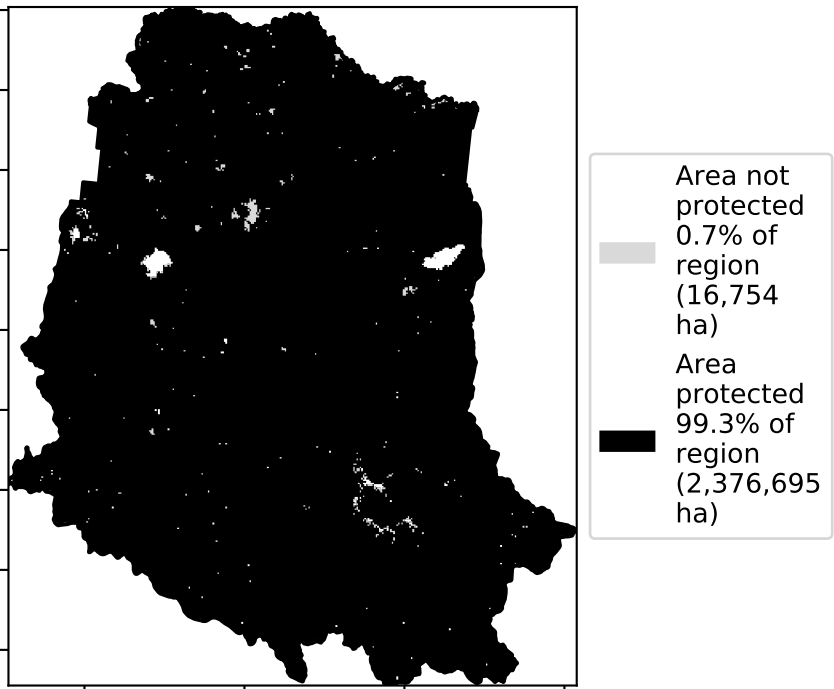 Area not
protected
0.7% of
region
(16,754
ha)
Area
protected
99.3% of
region
(2,376,695
ha)